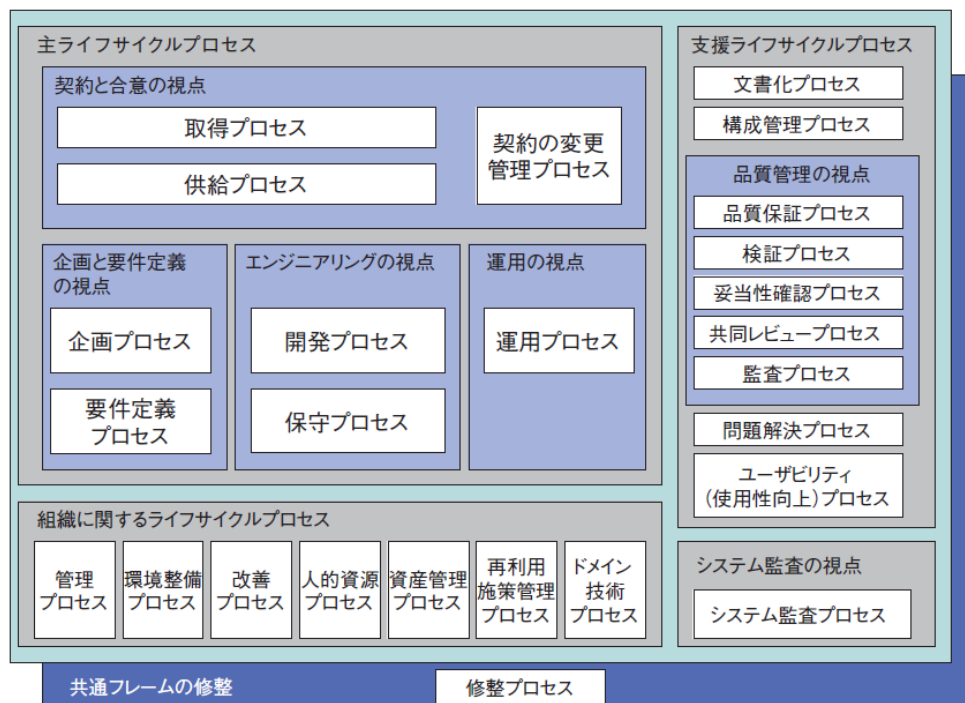 主ライフサイクルプロセス
契約と合意の視点
取得プロセス
供給プロセス
契約の変更
管理プロセス
企画と要件定義
の視点
企画プロセス
要件定義
プロセス
エンジニアリングの視点
開発プロセス
保守プロセス
運用の視点
運用プロセス
支援ライフサイクルプロセス
文書化プロセス
構成管理プロセス
品質管理の視点
品質保証プロセス
検証プロセス
妥当性確認プロセス
共同レビュープロセス
監査プロセス
問題解決プロセス
ユーザビリティ
(使用性向上)プロセス
組織に関するライフサイクルプロセス
管理
プロセス
環境整備
プロセス
改善
プロセス
人的資源
プロセス
資産管理
プロセス
再利用
施策管理
プロセス
ドメイン
技術
プロセス
システム監査の視点
システム監査プロセス
共通フレームの修整
修整プロセス